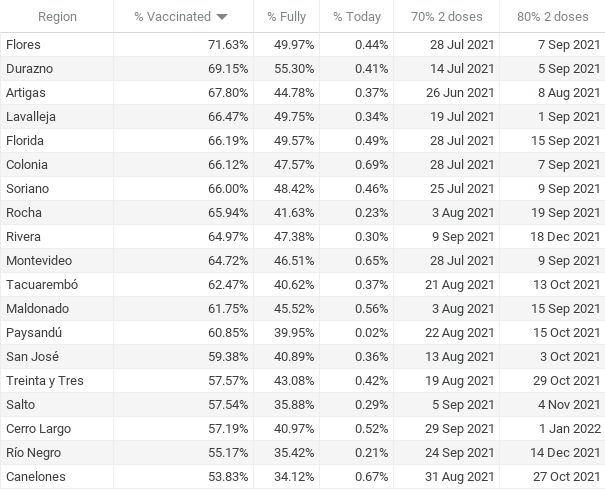 Region % Vaccinated % Fully % Today 70% 2 doses 80% 2 doses
Flores 71.63% 49.97% 0.44% 28 Jul 2021 7 Sep 2021
Durazno 69.15% 55.30% 0.41% 14 Jul 2021 5 Sep 2021
Artigas 67.80% 44.78% 0.37% 26 Jun 2021 8 Aug 2021
Lavalleja 66.47% 49.75% 0.34% 19 Jul 2021 1 Sep 2021
Florida 66.19% 49.57% 0.49% 28 Jul 2021 15 Sep 2021
Colonia 66.12% 47.57% 0.69% 28 Jul 2021 7 Sep 2021
Soriano 66.00% 48.42% 0.46% 25 Jul 2021 9 Sep 2021
Rocha 65.94% 41.63% 0.23% 3 Aug 2021 19 Sep 2021
Rivera 64.97% 47.38% 0.30% 9 Sep 2021 18 Dec 2021
Montevideo 64.72% 46.51% 0.65% 28 Jul 2021 9 Sep 2021
Tacuarembó 62.47% 40.62% 0.37% 21 Aug 2021 13 Oct 2021
Maldonado 61.75% 45.52% 0.56% 3 Aug 2021 15 Sep 2021
Paysandú 60.85% 39.95% 0.02% 22 Aug 2021 15 Oct 2021
San José 59.38% 40.89% 0.36% 13 Aug 2021 3 Oct 2021
Treinta y Tres 57.57% 43.08% 0.42% 19 Aug 2021 29 Oct 2021
Salto 57.54% 35.88% 0.29% 5 Sep 2021 4 Nov 2021
Cerro Largo 57.19% 40.97% 0.52% 29 Sep 2021 1 Jan 2022
Río Negro 55.17% 35.42% 0.21% 24 Sep 2021 14 Dec 2021
Canelones 53.83% 34.12% 0.67% 31 Aug 2021 27 Oct 2021